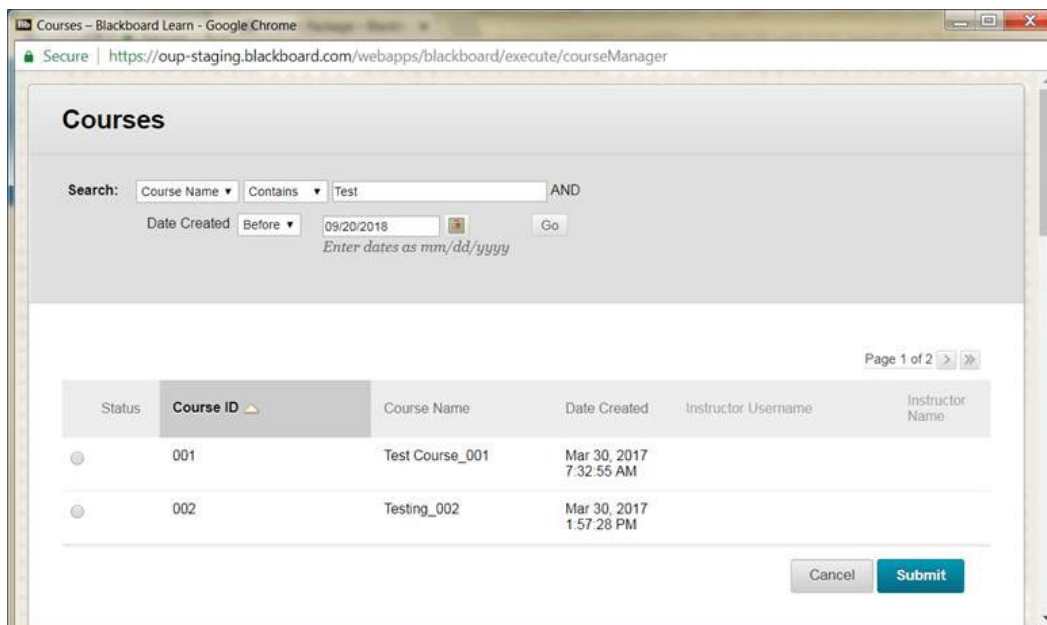 Courses – Blackboard Learn - Google Chrome
Secure | https://oup-staging.blackboard.com/webapps/blackboard/execute/courseManager
Courses
Search: Course Name Contains Test AND
Date Created Before 09/20/2018 Go
Enter dates as mm/dd/yyyy
Page 1 of 2 > >>
Status Course ID Course Name Date Created Instructor Username Instructor Name
001 Test Course_001 Mar 30, 2017
7:32:55 AM
002 Testing_002 Mar 30, 2017
1:57:28 PM
Cancel Submit